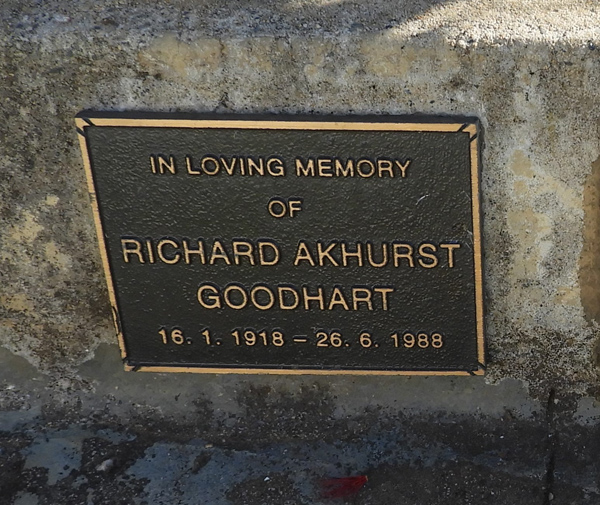 IN LOVING MEMORY
OF
RICHARD AKHURST
GOODHART
16. 1. 1918 – 26. 6. 1988